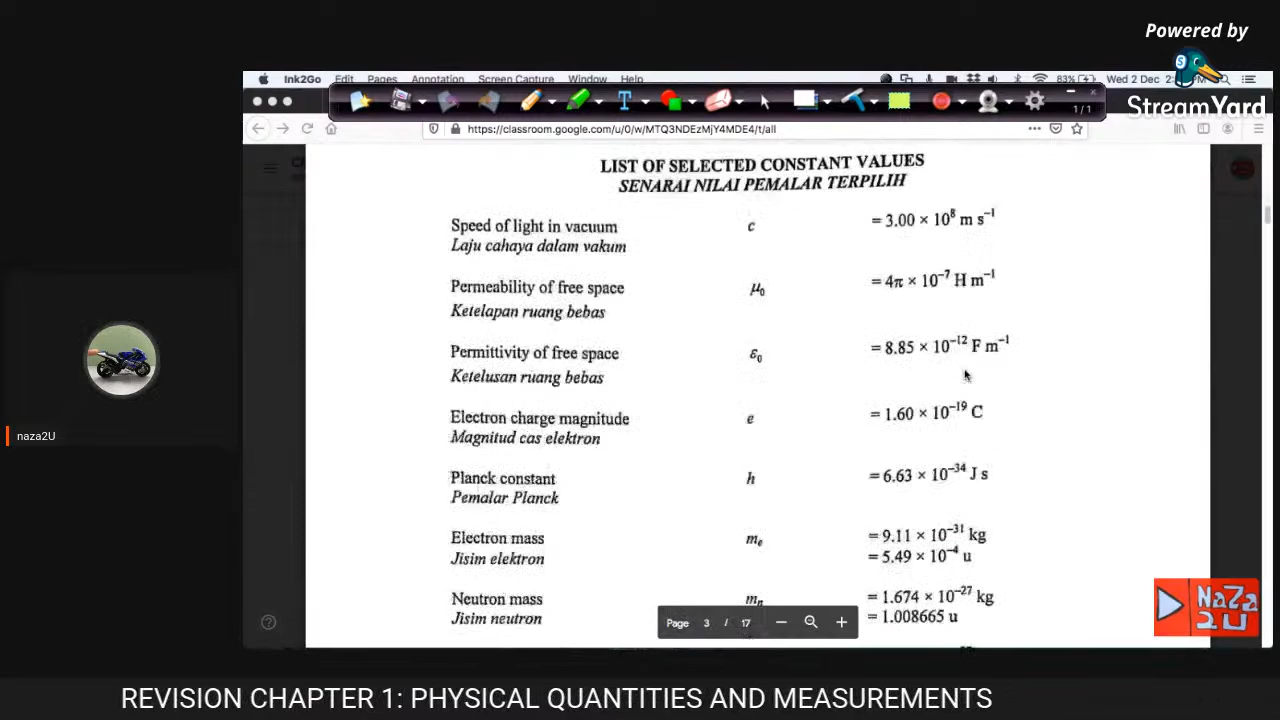 Powered by
StreamYard
Ink2Go Edit Pages Annotation Screen Capture Window Help
83% Wed 2 Dec
1/1
https://classroom.google.com/u/0/w/MTQ3NDEzMjY4MDE4/t/all
LIST OF SELECTED CONSTANT VALUES
SENARAI NILAI PEMALAR TERPILIH
Speed of light in vacuum c = 3.00 × 10⁸ m s⁻¹
Laju cahaya dalam vakum
Permeability of free space μ₀ = 4π × 10⁻⁷ H m⁻¹
Ketelapan ruang bebas
Permittivity of free space ε₀ = 8.85 × 10⁻¹² F m⁻¹
Ketelusan ruang bebas
Electron charge magnitude e = 1.60 × 10⁻¹⁹ C
Magnitud cas elektron
Planck constant h = 6.63 × 10⁻³⁴ J s
Pemalar Planck
Electron mass mₑ = 9.11 × 10⁻³¹ kg
Jisim elektron = 5.49 × 10⁻⁴ u
Neutron mass mₙ = 1.674 × 10⁻²⁷ kg
Jisim neutron = 1.008665 u
Page 3 / 17
naza2U
NaZa
2U
REVISION CHAPTER 1: PHYSICAL QUANTITIES AND MEASUREMENTS